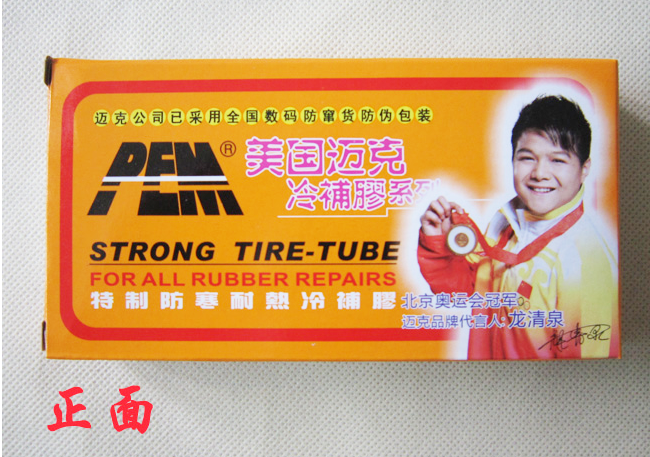 迈克公司已采用全国数码防窜货防伪包装
PEM®
美国迈克
冷補膠系列
STRONG TIRE-TUBE
FOR ALL RUBBER REPAIRS
特制防寒耐熱冷補膠
北京奥运会冠军
迈克品牌代言人:龙清泉
正面